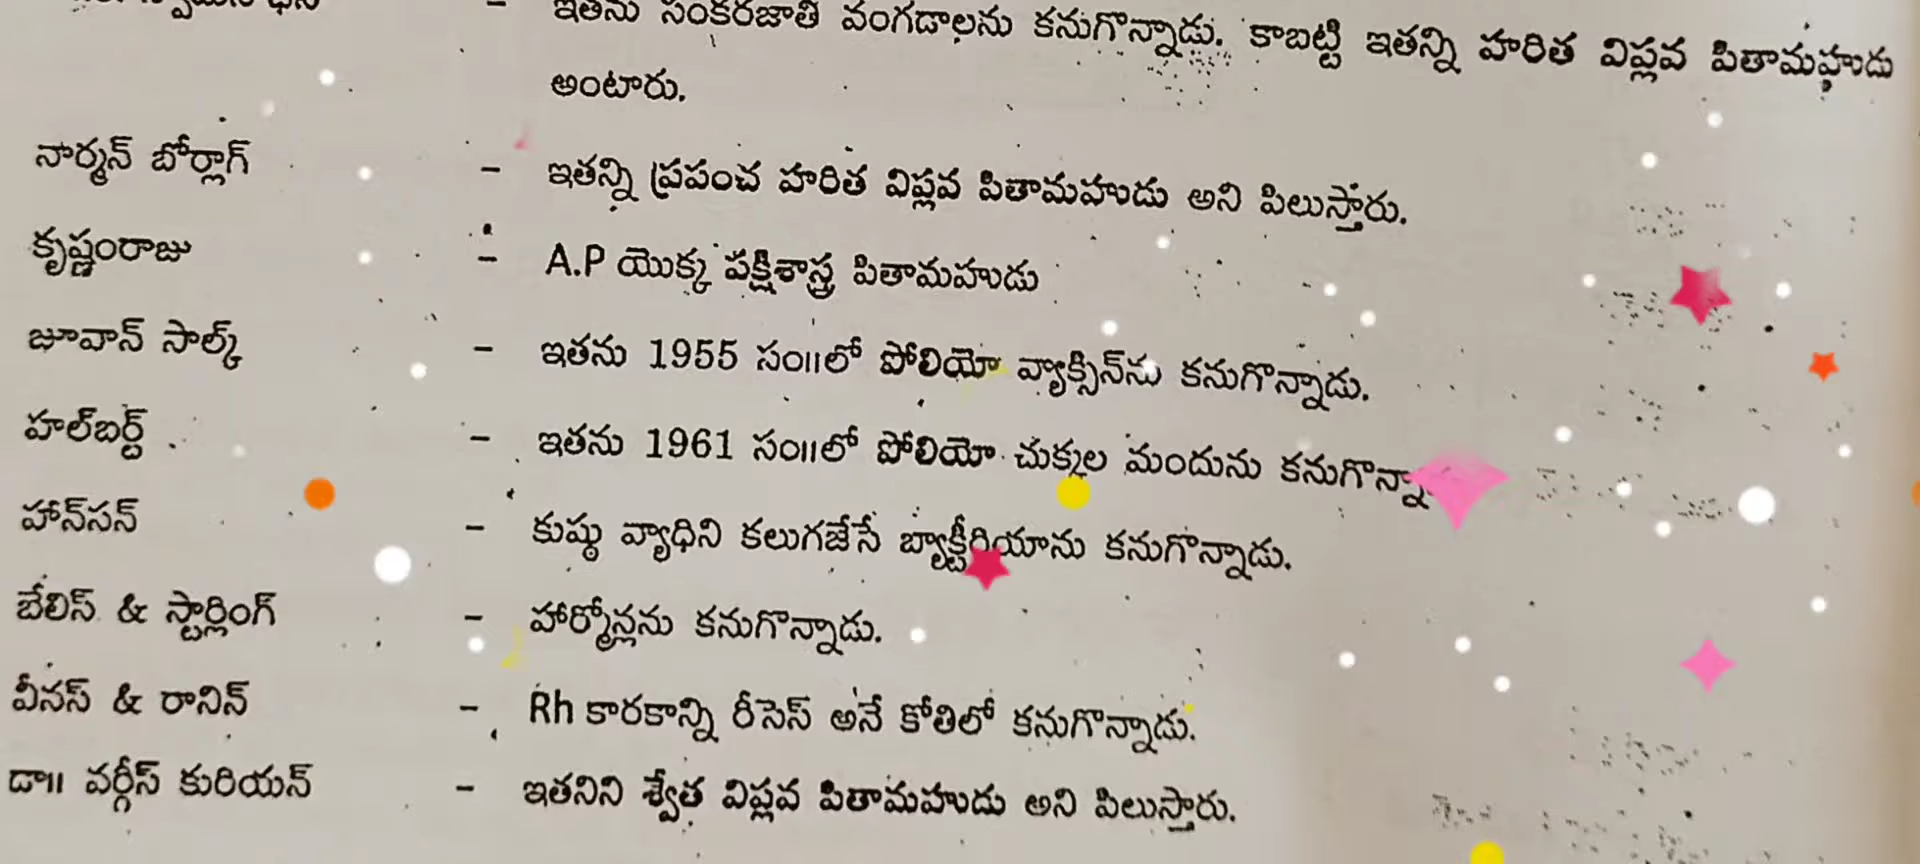 ఇతను సంకరజాతి వంగడాలను కనుగొన్నాడు. కాబట్టి ఇతన్ని హరిత విప్లవ పితామహుడు
అంటారు.
నార్మన్ బోర్లాగ్ - ఇతన్ని ప్రపంచ హరిత విప్లవ పితామహుడు అని పిలుస్తారు.
కృష్ణంరాజు - A.P యొక్క పక్షిశాస్త్ర పితామహుడు
జూవాన్ సాల్క్ - ఇతను 1955 సం॥లో పోలియో వ్యాక్సిన్‌ను కనుగొన్నాడు.
హల్‌బర్ట్ - ఇతను 1961 సం॥లో పోలియో చుక్కల మందును కనుగొన్నా
హాన్‌సన్ - కుష్ఠు వ్యాధిని కలుగజేసే బ్యాక్టీరియాను కనుగొన్నాడు.
బేలిస్ & స్టార్లింగ్ - హార్మోన్లను కనుగొన్నాడు.
వీనస్ & రానిన్ - Rh కారకాన్ని రీసెస్ అనే కోతిలో కనుగొన్నాడు.
డా॥ వర్గీస్ కురియన్ - ఇతనిని శ్వేత విప్లవ పితామహుడు అని పిలుస్తారు.